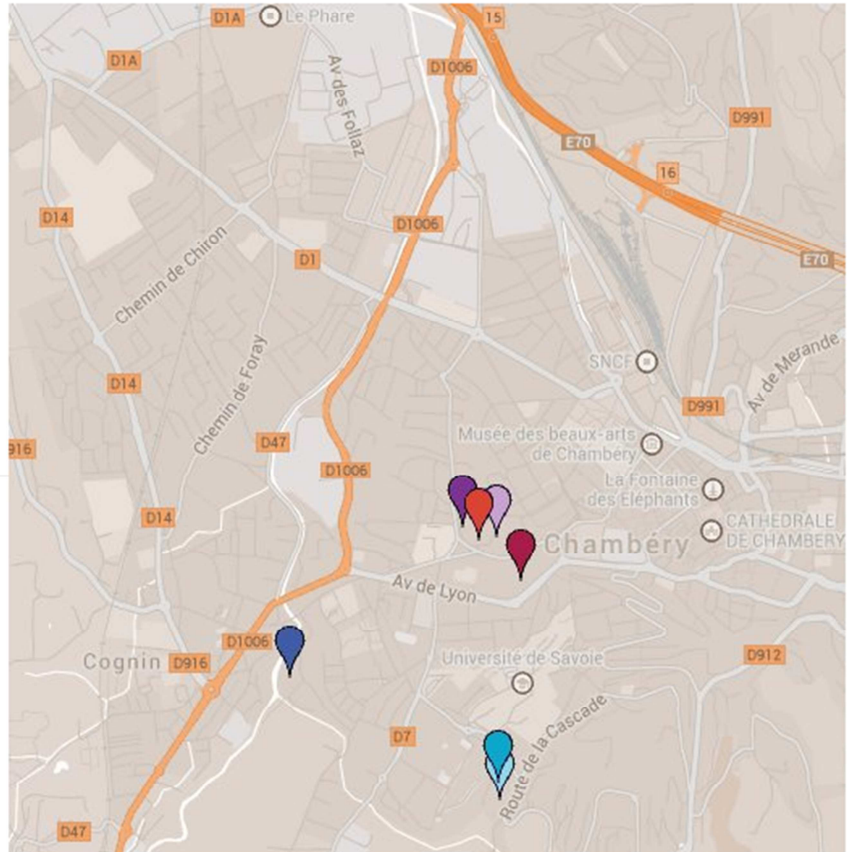 D1A
Le Phare
15
D1A
D1006
Av des Follaz
D991
E70
16
D14
D1006
Chemin de Chiron
D1
E70
SNCF
Av de Merande
D14
Chemin de Foray
D991
916
D47
Musée des beaux-arts
de Chambéry
D1006
La Fontaine
des Eléphants
D14
CATHEDRALE
DE CHAMBERY
Chambéry
Av de Lyon
D1006
Cognin
D916
Université de Savoie
D912
D7
Route de la Cascade
D47